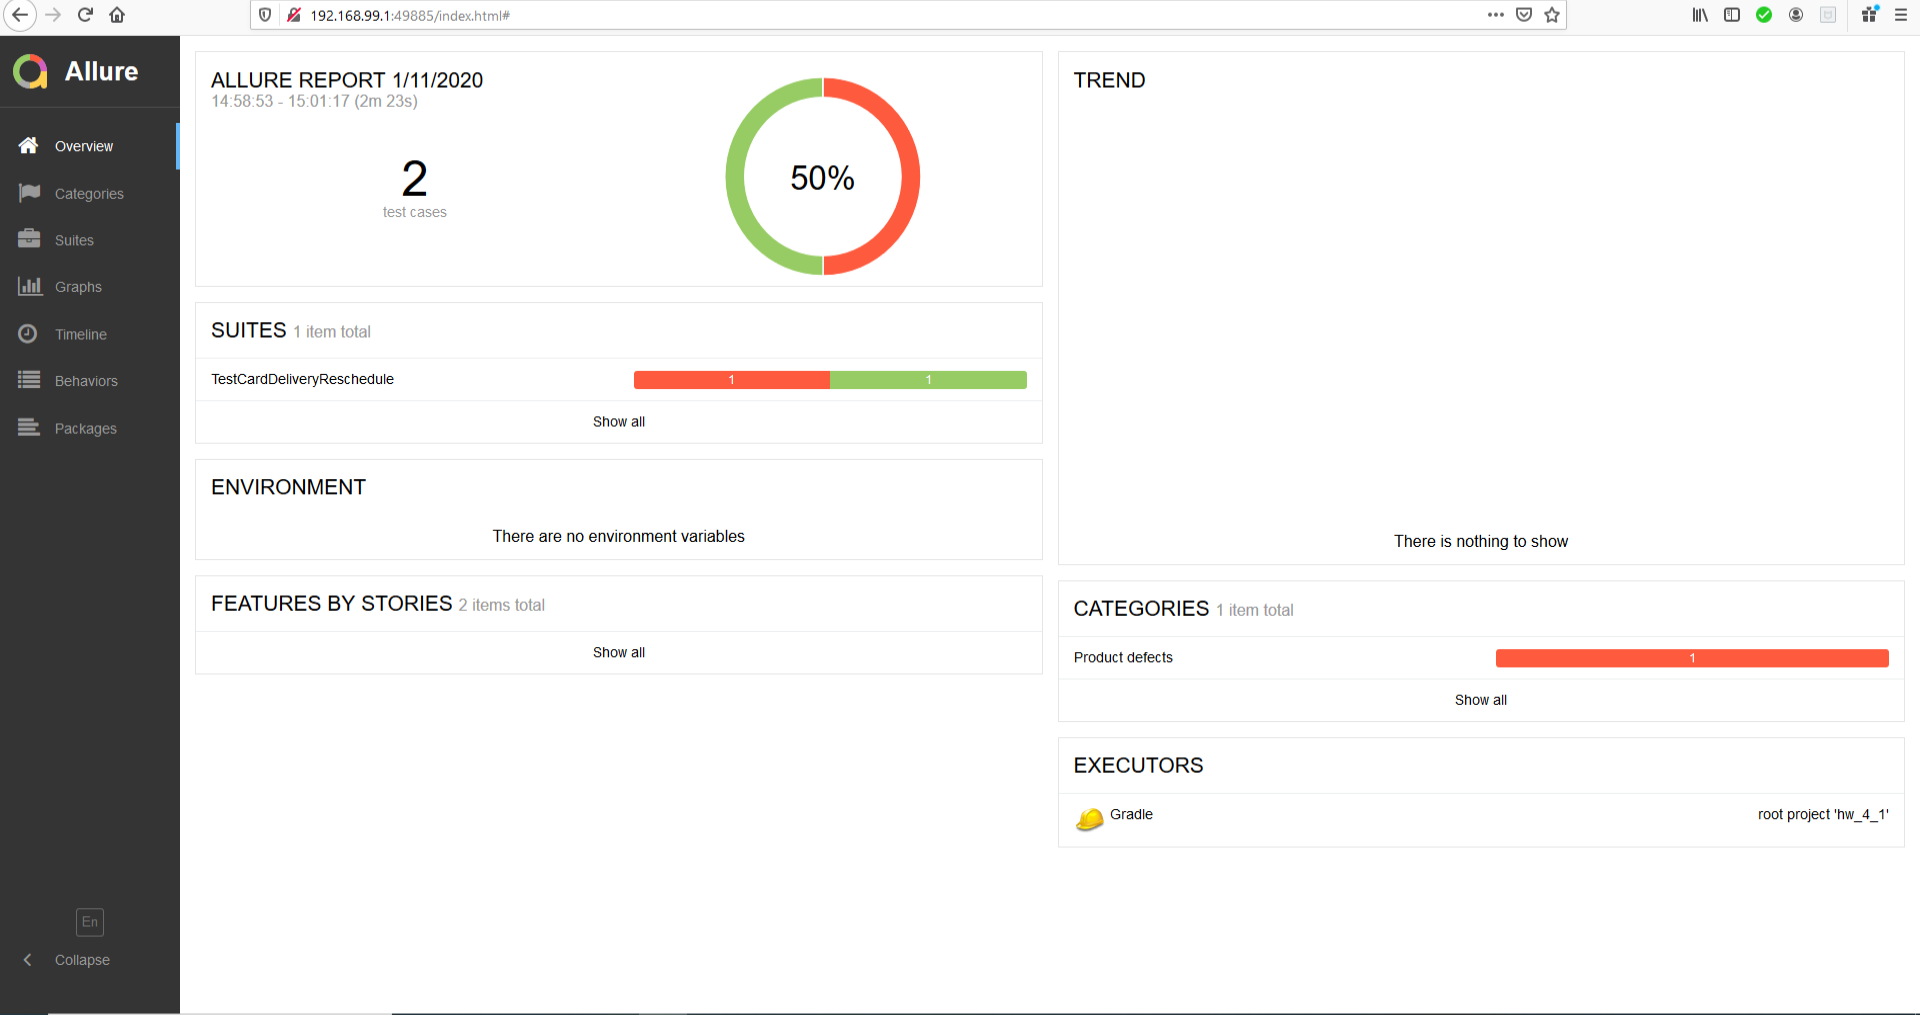 192.168.99.1:49885/index.html#
Allure
Overview
Categories
Suites
Graphs
Timeline
Behaviors
Packages
En
Collapse
ALLURE REPORT 1/11/2020
14:58:53 - 15:01:17 (2m 23s)
2
test cases
50%
SUITES 1 item total
TestCardDeliveryReschedule 1 1
Show all
ENVIRONMENT
There are no environment variables
FEATURES BY STORIES 2 items total
Show all
TREND
There is nothing to show
CATEGORIES 1 item total
Product defects 1
Show all
EXECUTORS
Gradle root project 'hw_4_1'